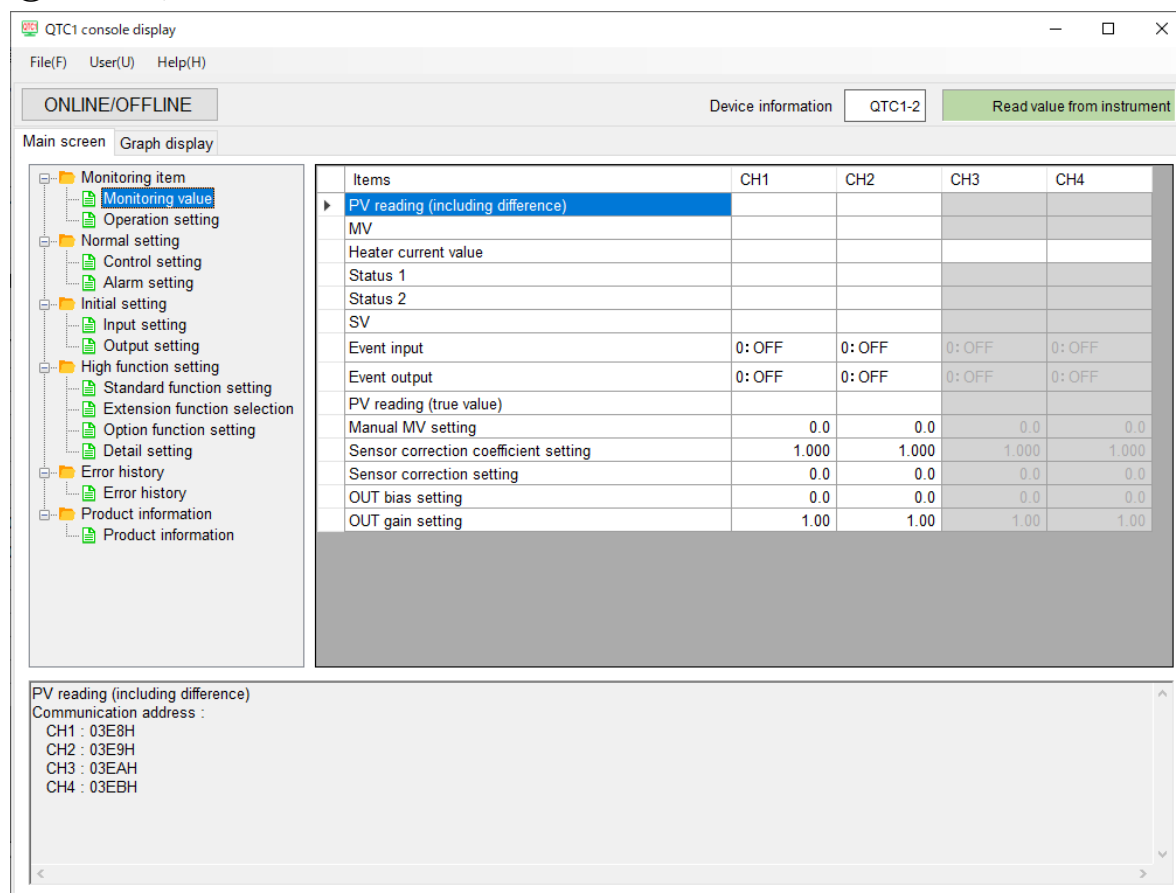 QTC1 console display
File(F) User(U) Help(H)
ONLINE/OFFLINE Device information QTC1-2 Read value from instrument
Main screen Graph display
Monitoring item
Monitoring value
Operation setting
Normal setting
Control setting
Alarm setting
Initial setting
Input setting
Output setting
High function setting
Standard function setting
Extension function selection
Option function setting
Detail setting
Error history
Error history
Product information
Product information
Items CH1 CH2 CH3 CH4
PV reading (including difference)
MV
Heater current value
Status 1
Status 2
SV
Event input 0: OFF 0: OFF 0: OFF 0: OFF
Event output 0: OFF 0: OFF 0: OFF 0: OFF
PV reading (true value)
Manual MV setting 0.0 0.0 0.0 0.0
Sensor correction coefficient setting 1.000 1.000 1.000 1.000
Sensor correction setting 0.0 0.0 0.0 0.0
OUT bias setting 0.0 0.0 0.0 0.0
OUT gain setting 1.00 1.00 1.00 1.00
PV reading (including difference)
Communication address :
CH1 : 03E8H
CH2 : 03E9H
CH3 : 03EAH
CH4 : 03EBH